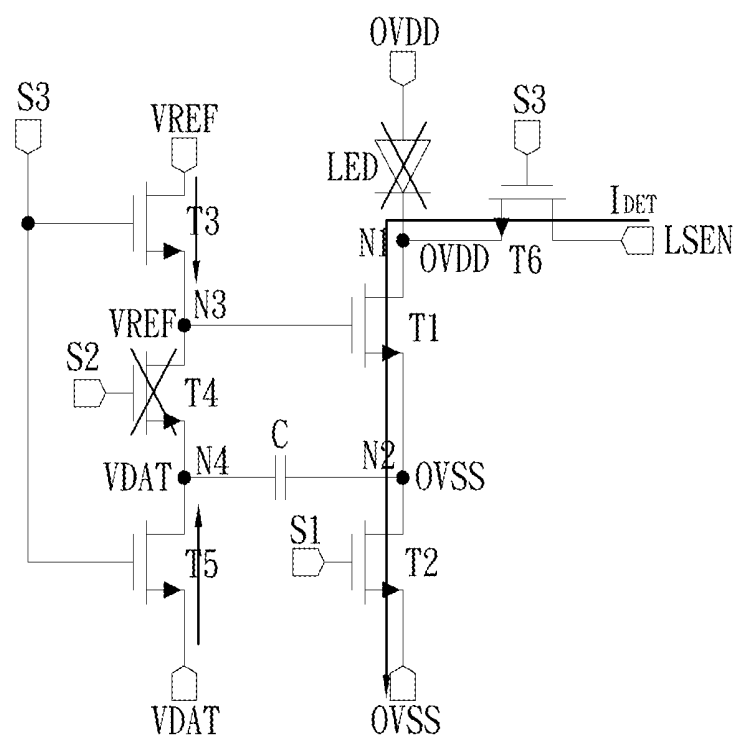 OVDD
S3
VREF
S3
LED
T3
IDET
N1
OVDD
T6
LSEN
N3
VREF
T1
S2
T4
C
N4
N2
VDAT
OVSS
S1
T5
T2
VDAT
OVSS